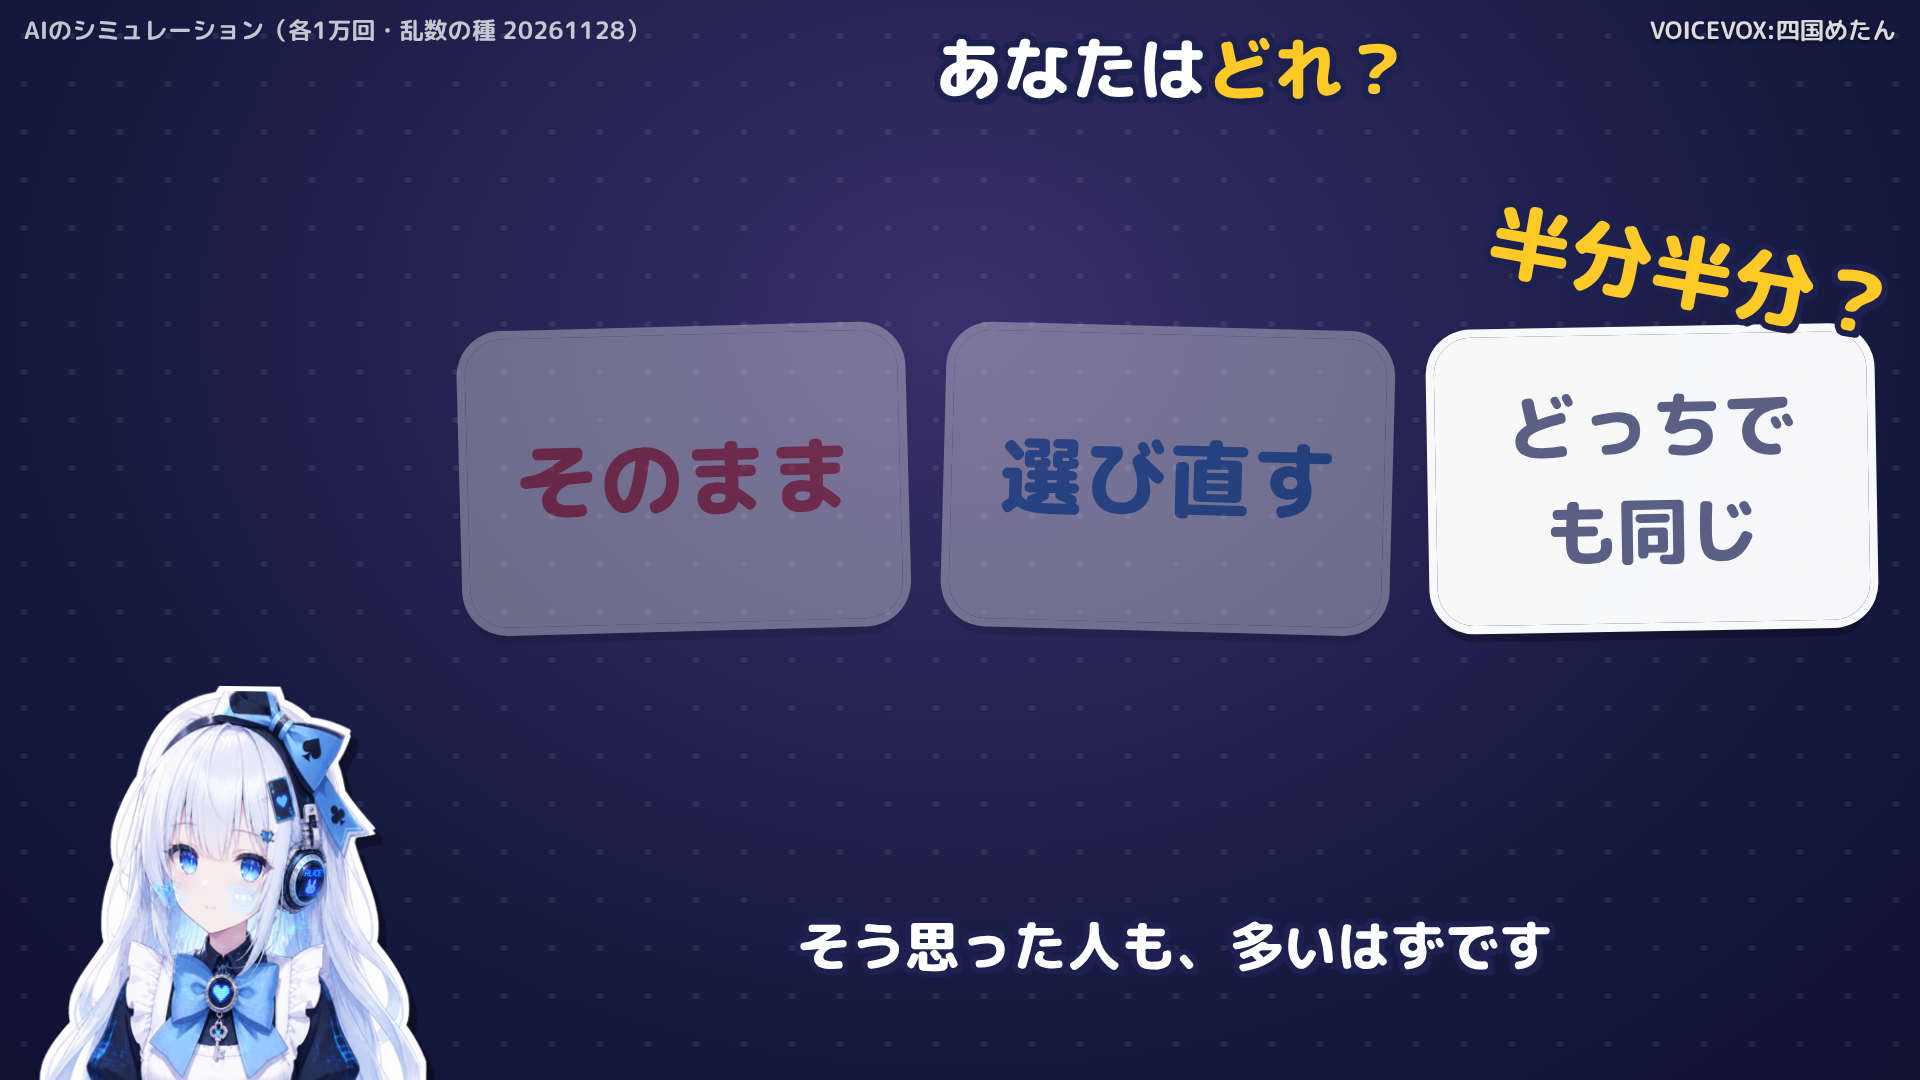 AIのシミュレーション（各1万回・乱数の種 20261128）
VOICEVOX:四国めたん
あなたはどれ？
半分半分？
そのまま
選び直す
どっちで
も同じ
ALICE
そう思った人も、多いはずです